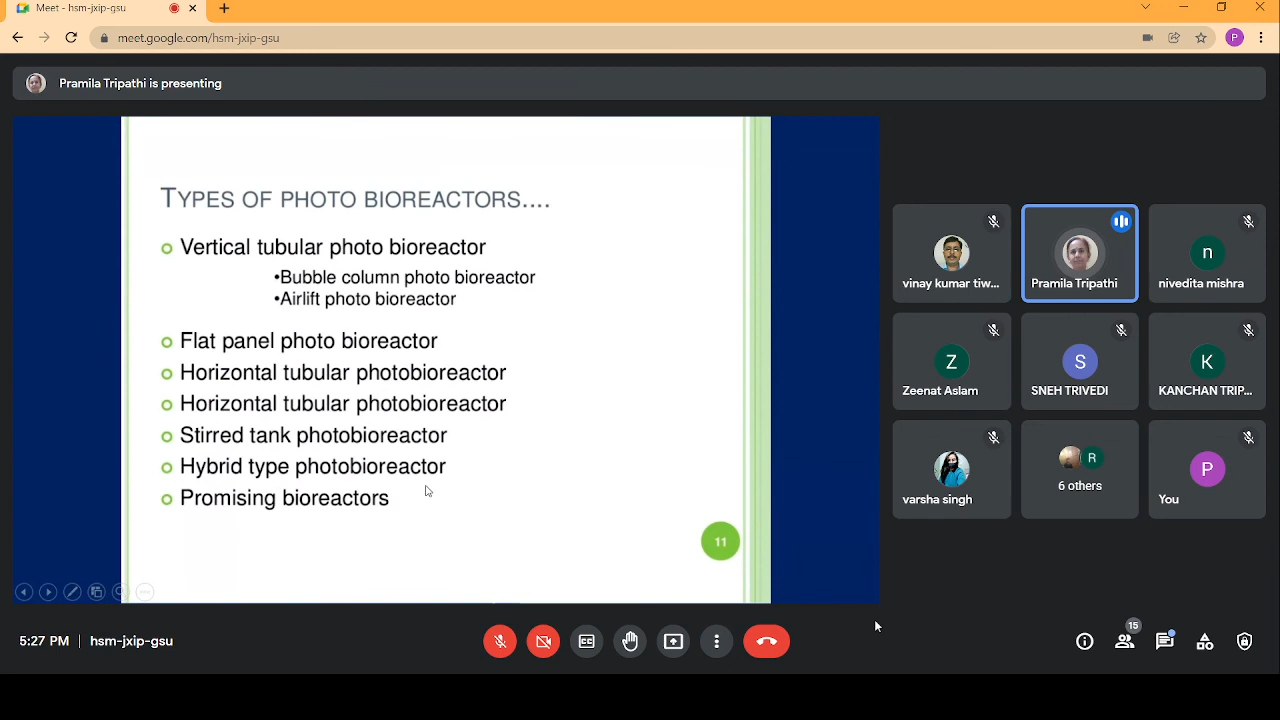 Meet - hsm-jxip-gsu
meet.google.com/hsm-jxip-gsu
P
Pramila Tripathi is presenting
TYPES OF PHOTO BIOREACTORS....
Vertical tubular photo bioreactor
•Bubble column photo bioreactor
•Airlift photo bioreactor
Flat panel photo bioreactor
Horizontal tubular photobioreactor
Horizontal tubular photobioreactor
Stirred tank photobioreactor
Hybrid type photobioreactor
Promising bioreactors
11
vinay kumar tiw...
Pramila Tripathi
n
nivedita mishra
Z
Zeenat Aslam
S
SNEH TRIVEDI
K
KANCHAN TRIP...
varsha singh
R
6 others
P
You
5:27 PM | hsm-jxip-gsu
CC
15